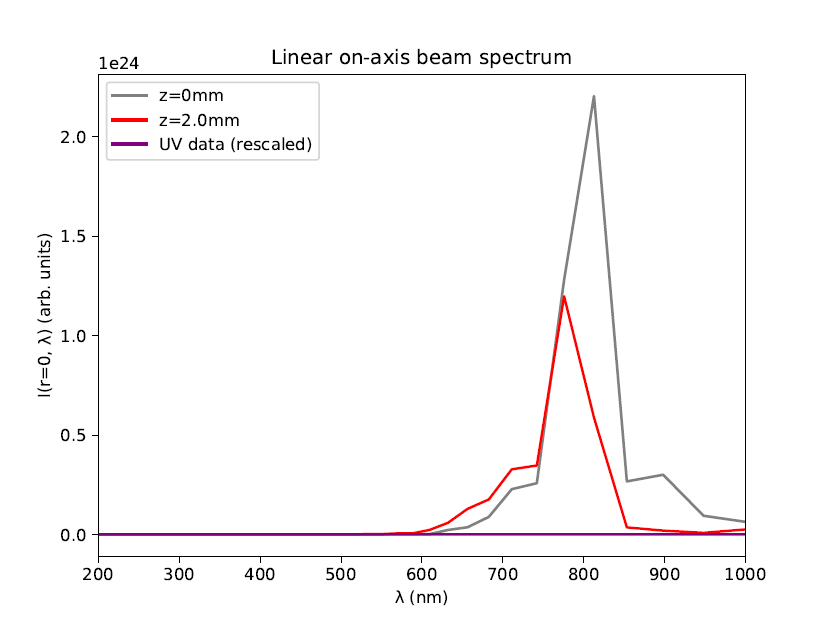 Linear on-axis beam spectrum
1e24
z=0mm
z=2.0mm
UV data (rescaled)
2.0
1.5
1.0
0.5
0.0
I(r=0, λ) (arb. units)
200 300 400 500 600 700 800 900 1000
λ (nm)